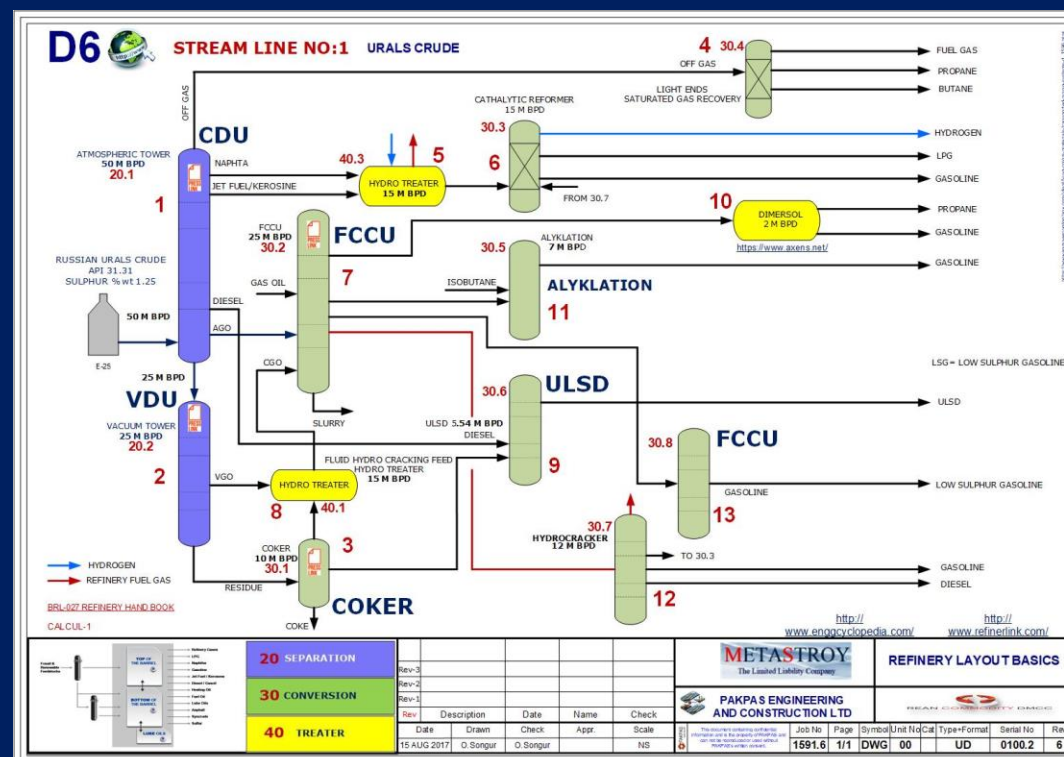 D6
STREAM LINE NO:1 URALS CRUDE
4 30.4
OFF GAS
LIGHT ENDS
SATURATED GAS RECOVERY
FUEL GAS
PROPANE
BUTANE
OFF GAS
CDU
ATMOSPHERIC TOWER
50 M BPD
20.1
1
NAPHTA
JET FUEL/KEROSINE
40.3
5
HYDRO TREATER
15 M BPD
CATHALYTIC REFORMER
15 M BPD
30.3
6
FROM 30.7
HYDROGEN
LPG
GASOLINE
10
DIMERSOL
2 M BPD
https://www.axens.net/
PROPANE
GASOLINE
FCCU
25 M BPD
30.2
FCCU
7
GAS OIL
CGO
SLURRY
30.5
ALYKLATION
7 M BPD
ISOBUTANE
ALYKLATION
11
GASOLINE
RUSSIAN URALS CRUDE
API 31.31
SULPHUR % wt 1.25
50 M BPD
E-25
DIESEL
AGO
25 M BPD
VDU
VACUUM TOWER
25 M BPD
20.2
2
VGO
LSG= LOW SULPHUR GASOLINE
30.6
ULSD
ULSD 5.54 M BPD
DIESEL
9
ULSD
FLUID HYDRO CRACKING FEED
HYDRO TREATER
15 M BPD
HYDRO TREATER
8
40.1
30.8
FCCU
GASOLINE
13
LOW SULPHUR GASOLINE
COKER
10 M BPD
30.1
3
RESIDUE
COKER
COKE
30.7
HYDROCRACKER
12 M BPD
TO 30.3
12
GASOLINE
DIESEL
HYDROGEN
REFINERY FUEL GAS
BRL-027 REFINERY HAND BOOK
CALCUL-1
http://
www.enggcyclopedia.com/
http://
www.refinerlink.com/
20 SEPARATION
30 CONVERSION
40 TREATER
Rev-3
Rev-2
Rev-1
Rev Description Date Name Check
Date Drawn Check Appr. Scale
15 AUG 2017 O.Songur O.Songur NS
METASTROY
The Limited Liability Company
PAKPAS ENGINEERING
AND CONSTRUCTION LTD
REFINERY LAYOUT BASICS
REAN COMMODITY DMCC
Job No Page Symbol Unit No Cat Type+Format Serial No Rev
1591.6 1/1 DWG 00 UD 0100.2 6